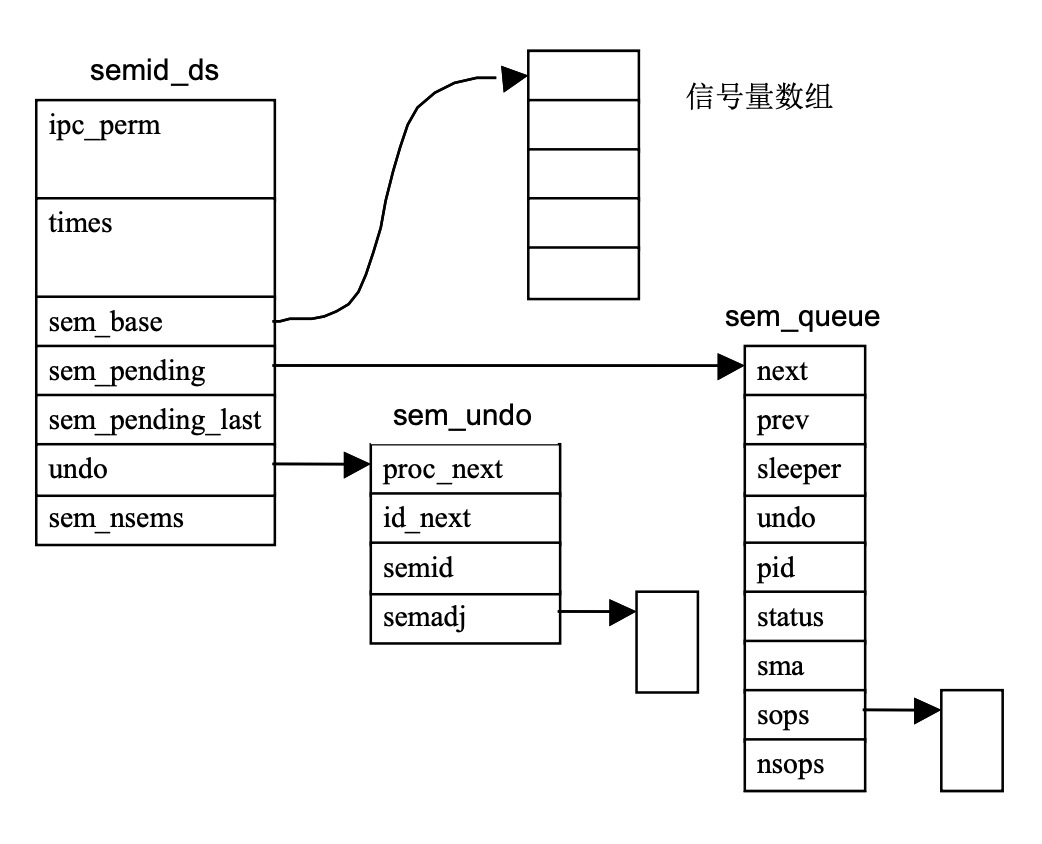 semid_ds
ipc_perm
times
sem_base
sem_pending
sem_pending_last
undo
sem_nsems
信号量数组
sem_undo
proc_next
id_next
semid
semadj
sem_queue
next
prev
sleeper
undo
pid
status
sma
sops
nsops